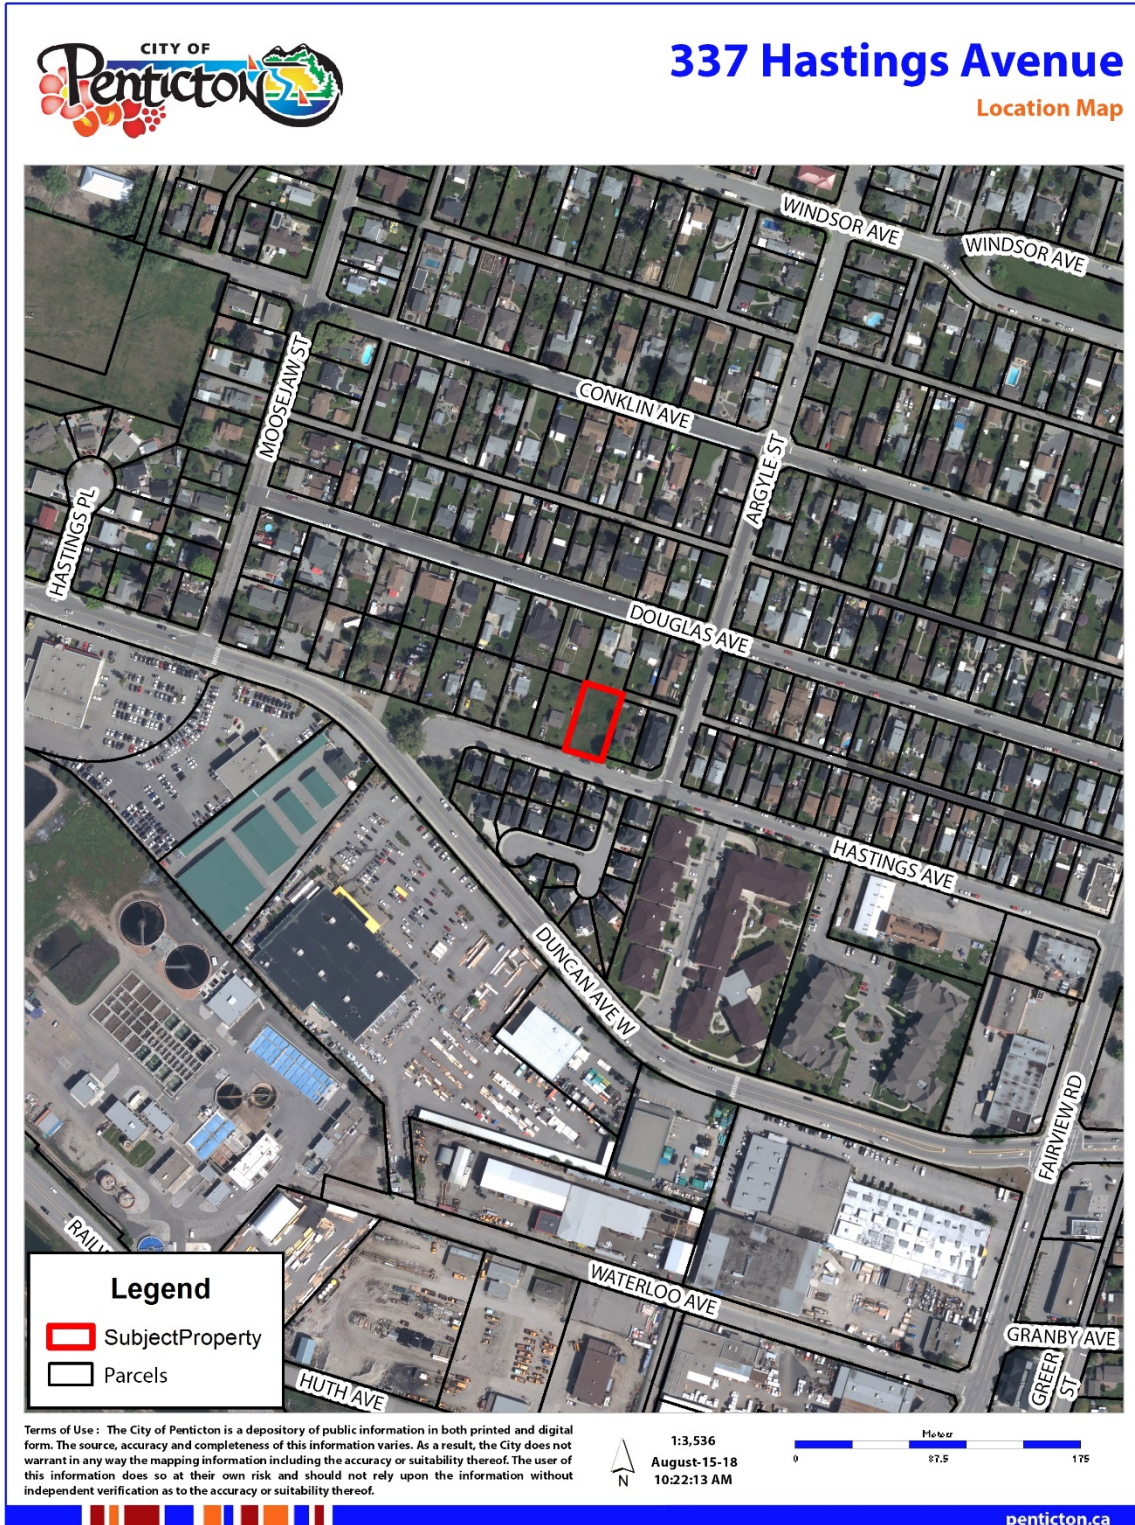 CITY OF
Penticton
337 Hastings Avenue
Location Map
WINDSOR AVE
WINDSOR AVE
MOOSEJAW ST
CONKLIN AVE
ARGYLE ST
HASTINGS PL
DOUGLAS AVE
HASTINGS AVE
DUNCAN AVE W
FAIRVIEW RD
WATERLOO AVE
GRANBY AVE
GREER ST
HUTH AVE
Legend
SubjectProperty
Parcels
Terms of Use : The City of Penticton is a depository of public information in both printed and digital
form. The source, accuracy and completeness of this information varies. As a result, the City does not
warrant in any way the mapping information including the accuracy or suitability thereof. The user of
this information does so at their own risk and should not rely upon the information without
independent verification as to the accuracy or suitability thereof.
N
1:3,536
August-15-18
10:22:13 AM
0 87.5 175
penticton.ca